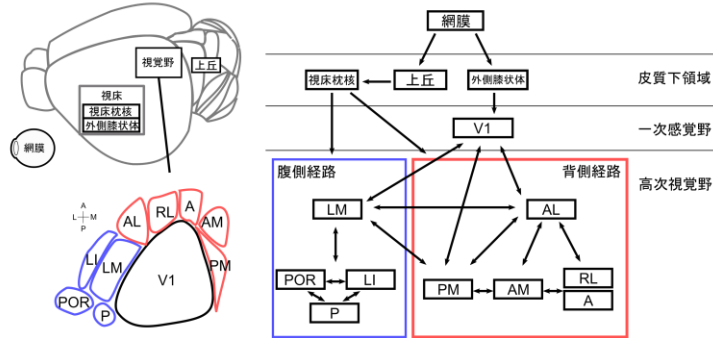 視覚野
上丘
視床
視床枕核
外側膝状体
網膜
A
L M
P
AL
RL
A
AM
LI
LM
PM
V1
POR
P
網膜
視床枕核
上丘
外側膝状体
皮質下領域
V1
一次感覚野
腹側経路
背側経路
高次視覚野
LM
AL
POR
LI
P
PM
AM
RL
A